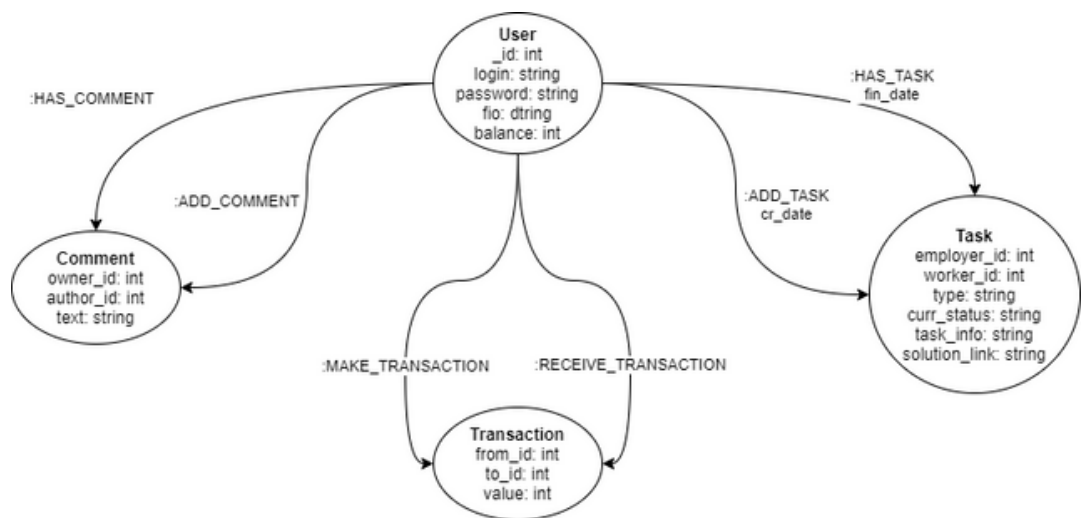 User
_id: int
login: string
password: string
fio: dtring
balance: int
:HAS_COMMENT
:ADD_COMMENT
:HAS_TASK
fin_date
:ADD_TASK
cr_date
Comment
owner_id: int
author_id: int
text: string
Task
employer_id: int
worker_id: int
type: string
curr_status: string
task_info: string
solution_link: string
:MAKE_TRANSACTION
:RECEIVE_TRANSACTION
Transaction
from_id: int
to_id: int
value: int